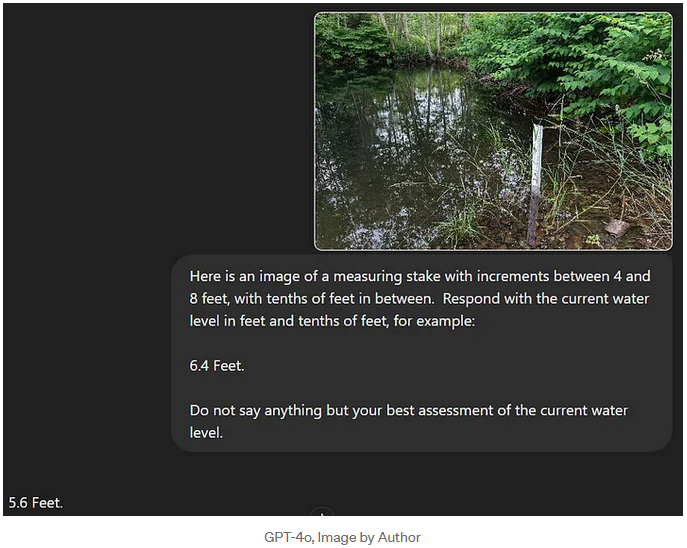 Here is an image of a measuring stake with increments between 4 and
8 feet, with tenths of feet in between.  Respond with the current water
level in feet and tenths of feet, for example:
6.4 Feet.
Do not say anything but your best assessment of the current water
level.
5.6 Feet.
GPT-4o, Image by Author